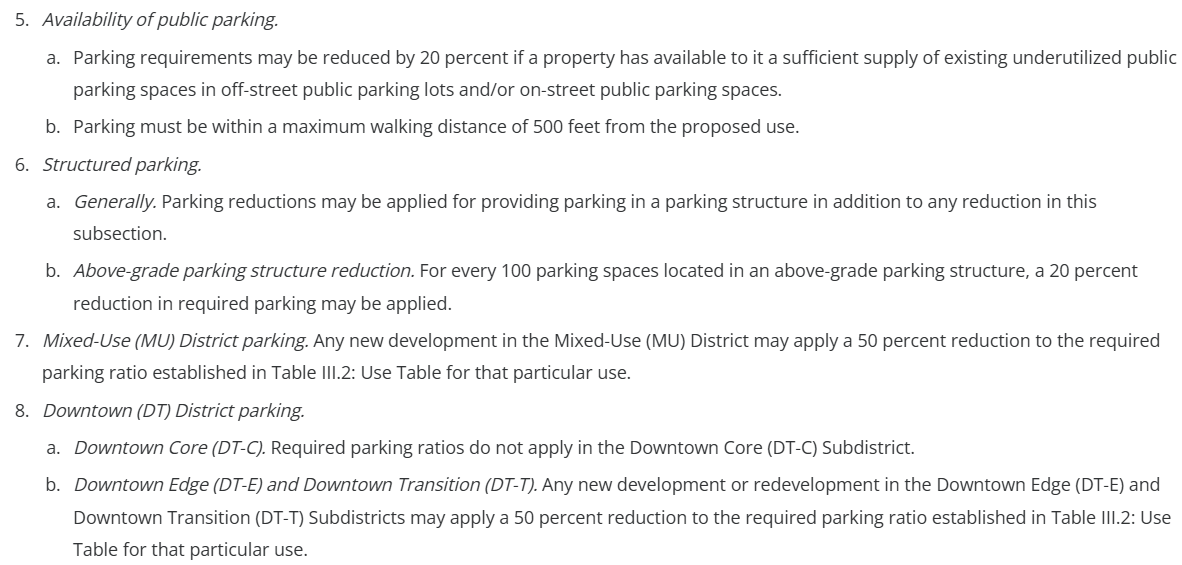 5. Availability of public parking.
a. Parking requirements may be reduced by 20 percent if a property has available to it a sufficient supply of existing underutilized public
parking spaces in off-street public parking lots and/or on-street public parking spaces.
b. Parking must be within a maximum walking distance of 500 feet from the proposed use.
6. Structured parking.
a. Generally. Parking reductions may be applied for providing parking in a parking structure in addition to any reduction in this
subsection.
b. Above-grade parking structure reduction. For every 100 parking spaces located in an above-grade parking structure, a 20 percent
reduction in required parking may be applied.
7. Mixed-Use (MU) District parking. Any new development in the Mixed-Use (MU) District may apply a 50 percent reduction to the required
parking ratio established in Table III.2: Use Table for that particular use.
8. Downtown (DT) District parking.
a. Downtown Core (DT-C). Required parking ratios do not apply in the Downtown Core (DT-C) Subdistrict.
b. Downtown Edge (DT-E) and Downtown Transition (DT-T). Any new development or redevelopment in the Downtown Edge (DT-E) and
Downtown Transition (DT-T) Subdistricts may apply a 50 percent reduction to the required parking ratio established in Table III.2: Use
Table for that particular use.